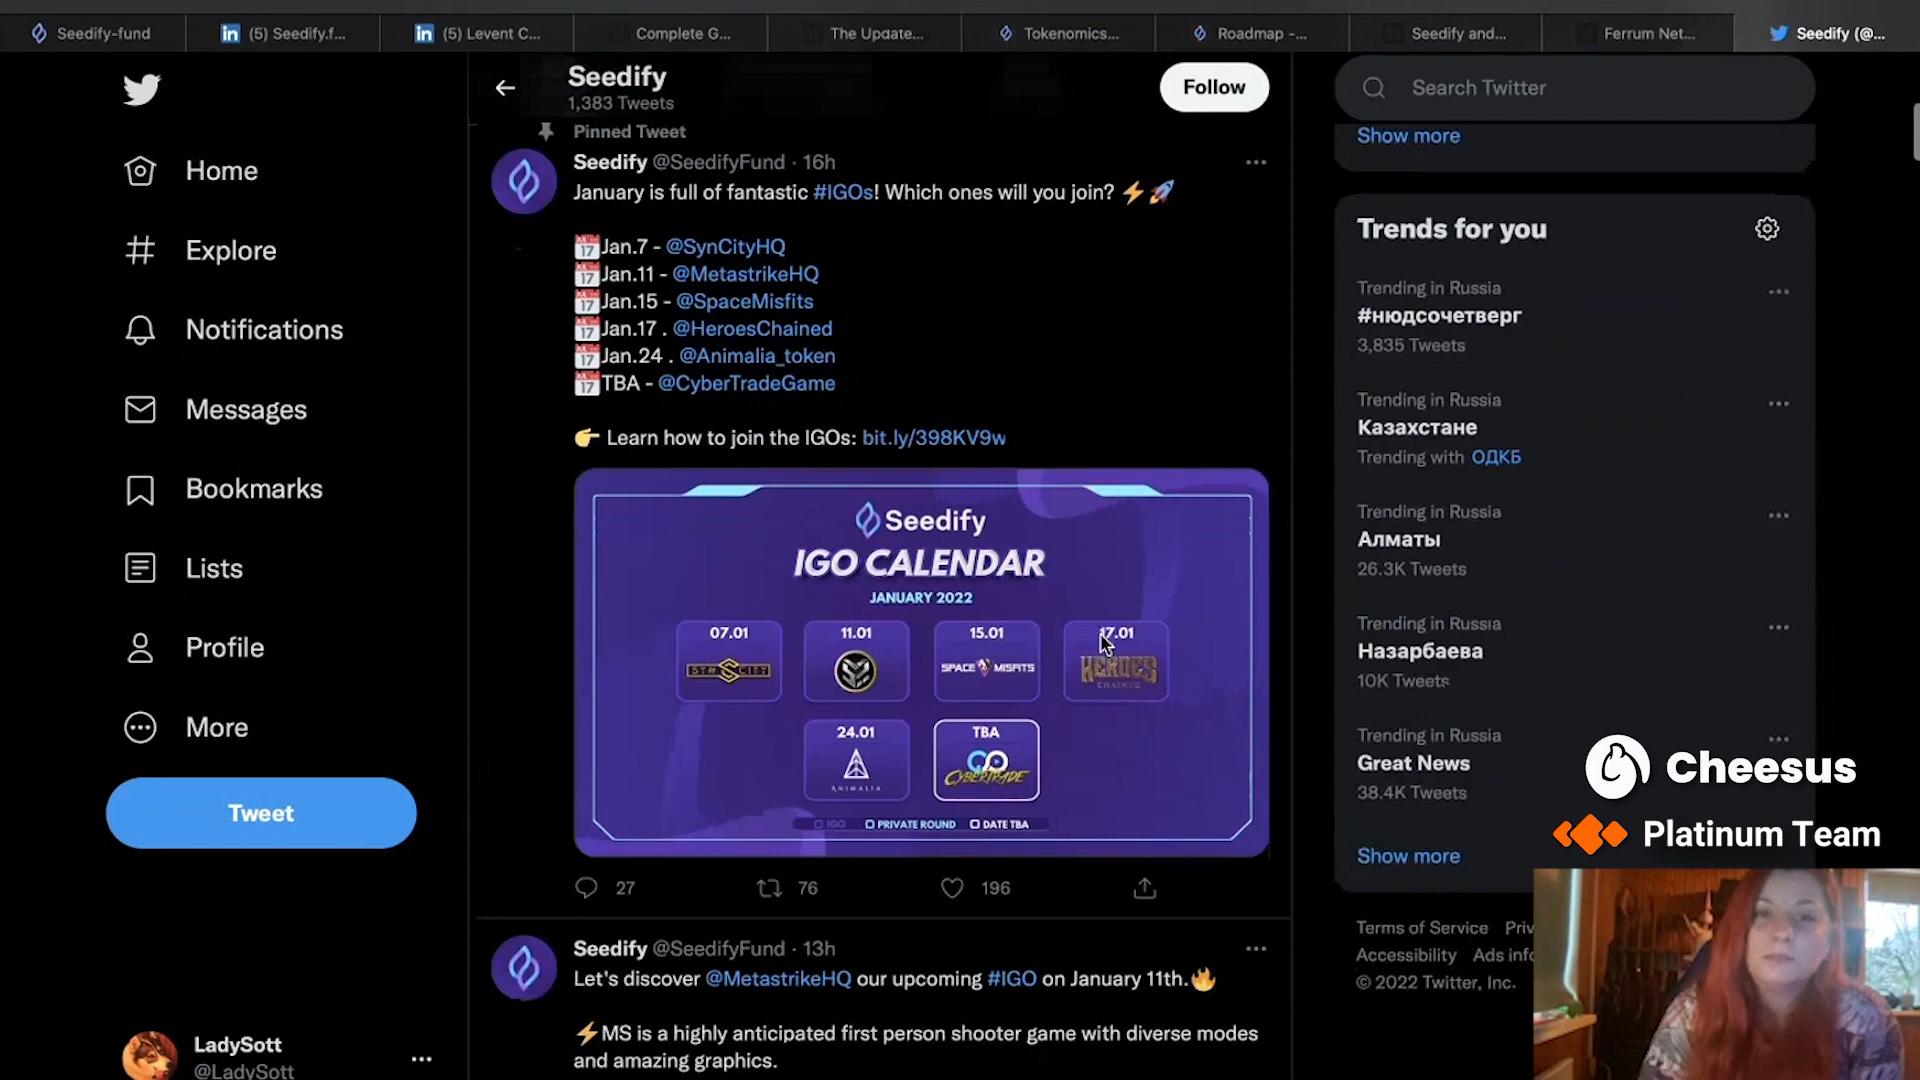 Seedify-fund
(5) Seedify.f...
(5) Levent C...
Complete G...
The Update...
Tokenomics...
Roadmap -...
Seedify and...
Ferrum Net...
Seedify (@...
Home
Explore
Notifications
Messages
Bookmarks
Lists
Profile
More
Tweet
LadySott
@LadySott
Seedify
1,383 Tweets
Follow
Pinned Tweet
Seedify @SeedifyFund · 16h
January is full of fantastic #IGOs! Which ones will you join? ⚡🚀
📅Jan.7 - @SynCityHQ
📅Jan.11 - @MetastrikeHQ
📅Jan.15 - @SpaceMisfits
📅Jan.17 . @HeroesChained
📅Jan.24 . @Animalia_token
📅TBA - @CyberTradeGame
👉 Learn how to join the IGOs: bit.ly/398KV9w
Seedify
IGO CALENDAR
JANUARY 2022
07.01
SYN CITY
11.01
15.01
SPACE MISFITS
17.01
HEROES
CHAINED
24.01
ANIMALIA
TBA
CYBERTRADE
IGO
PRIVATE ROUND
DATE TBA
27
76
196
Seedify @SeedifyFund · 13h
Let's discover @MetastrikeHQ our upcoming #IGO on January 11th.🔥
⚡MS is a highly anticipated first person shooter game with diverse modes
and amazing graphics.
Search Twitter
Show more
Trends for you
Trending in Russia
#нюдсочетверг
3,835 Tweets
Trending in Russia
Казахстане
Trending with ОДКБ
Trending in Russia
Алматы
26.3K Tweets
Trending in Russia
Назарбаева
10K Tweets
Trending in Russia
Great News
38.4K Tweets
Show more
Terms of Service Priv
Accessibility Ads info
© 2022 Twitter, Inc.
Cheesus
Platinum Team